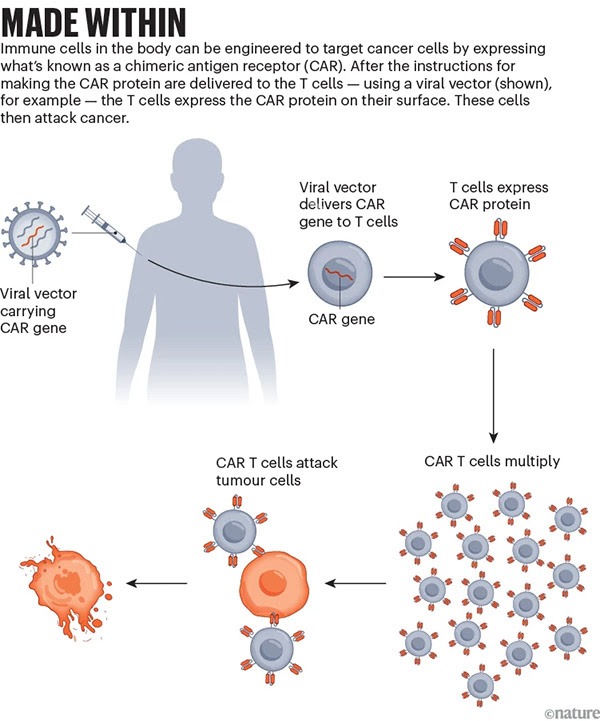 MADE WITHIN
Immune cells in the body can be engineered to target cancer cells by expressing
what’s known as a chimeric antigen receptor (CAR). After the instructions for
making the CAR protein are delivered to the T cells — using a viral vector (shown),
for example — the T cells express the CAR protein on their surface. These cells
then attack cancer.
Viral vector
delivers CAR
gene to T cells
T cells express
CAR protein
Viral vector
carrying
CAR gene
CAR gene
CAR T cells attack
tumour cells
CAR T cells multiply
©nature